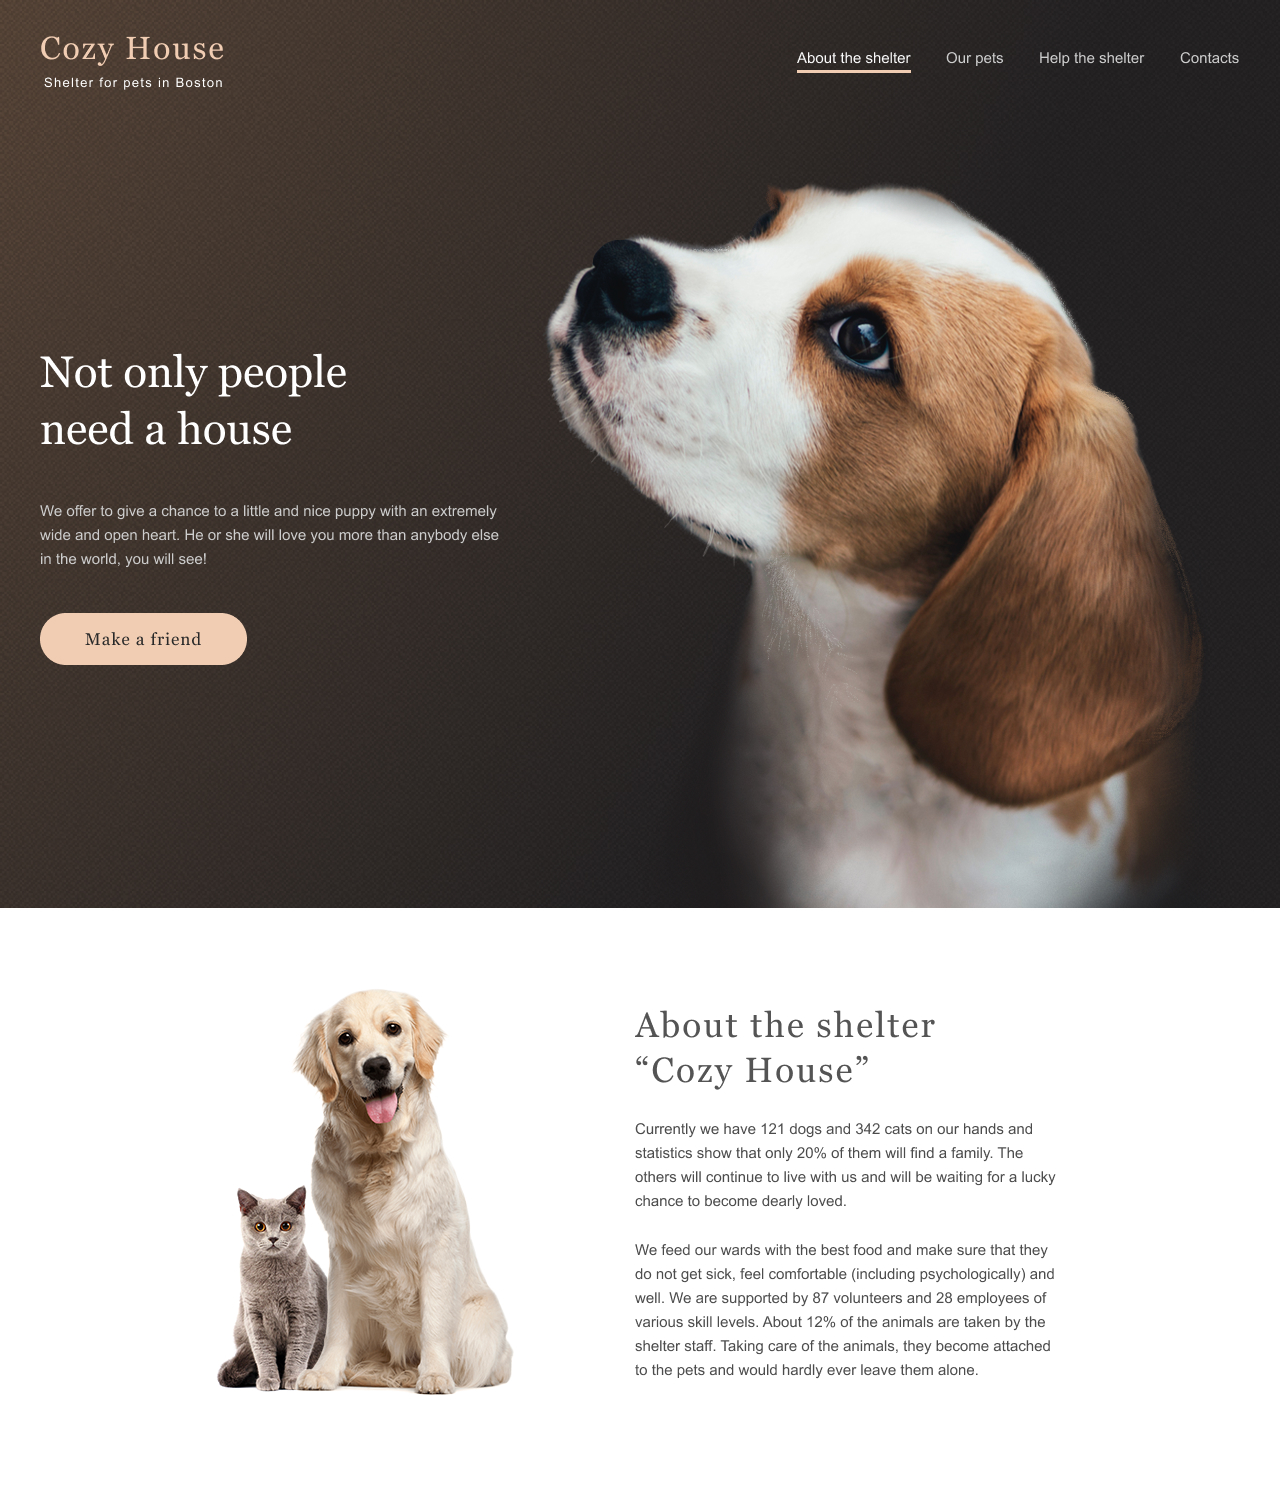 Cozy House
Shelter for pets in Boston
About the shelter
Our pets
Help the shelter
Contacts
Not only people
need a house
We offer to give a chance to a little and nice puppy with an extremely
wide and open heart. He or she will love you more than anybody else
in the world, you will see!
Make a friend
About the shelter
“Cozy House”
Currently we have 121 dogs and 342 cats on our hands and
statistics show that only 20% of them will find a family. The
others will continue to live with us and will be waiting for a lucky
chance to become dearly loved.
We feed our wards with the best food and make sure that they
do not get sick, feel comfortable (including psychologically) and
well. We are supported by 87 volunteers and 28 employees of
various skill levels. About 12% of the animals are taken by the
shelter staff. Taking care of the animals, they become attached
to the pets and would hardly ever leave them alone.